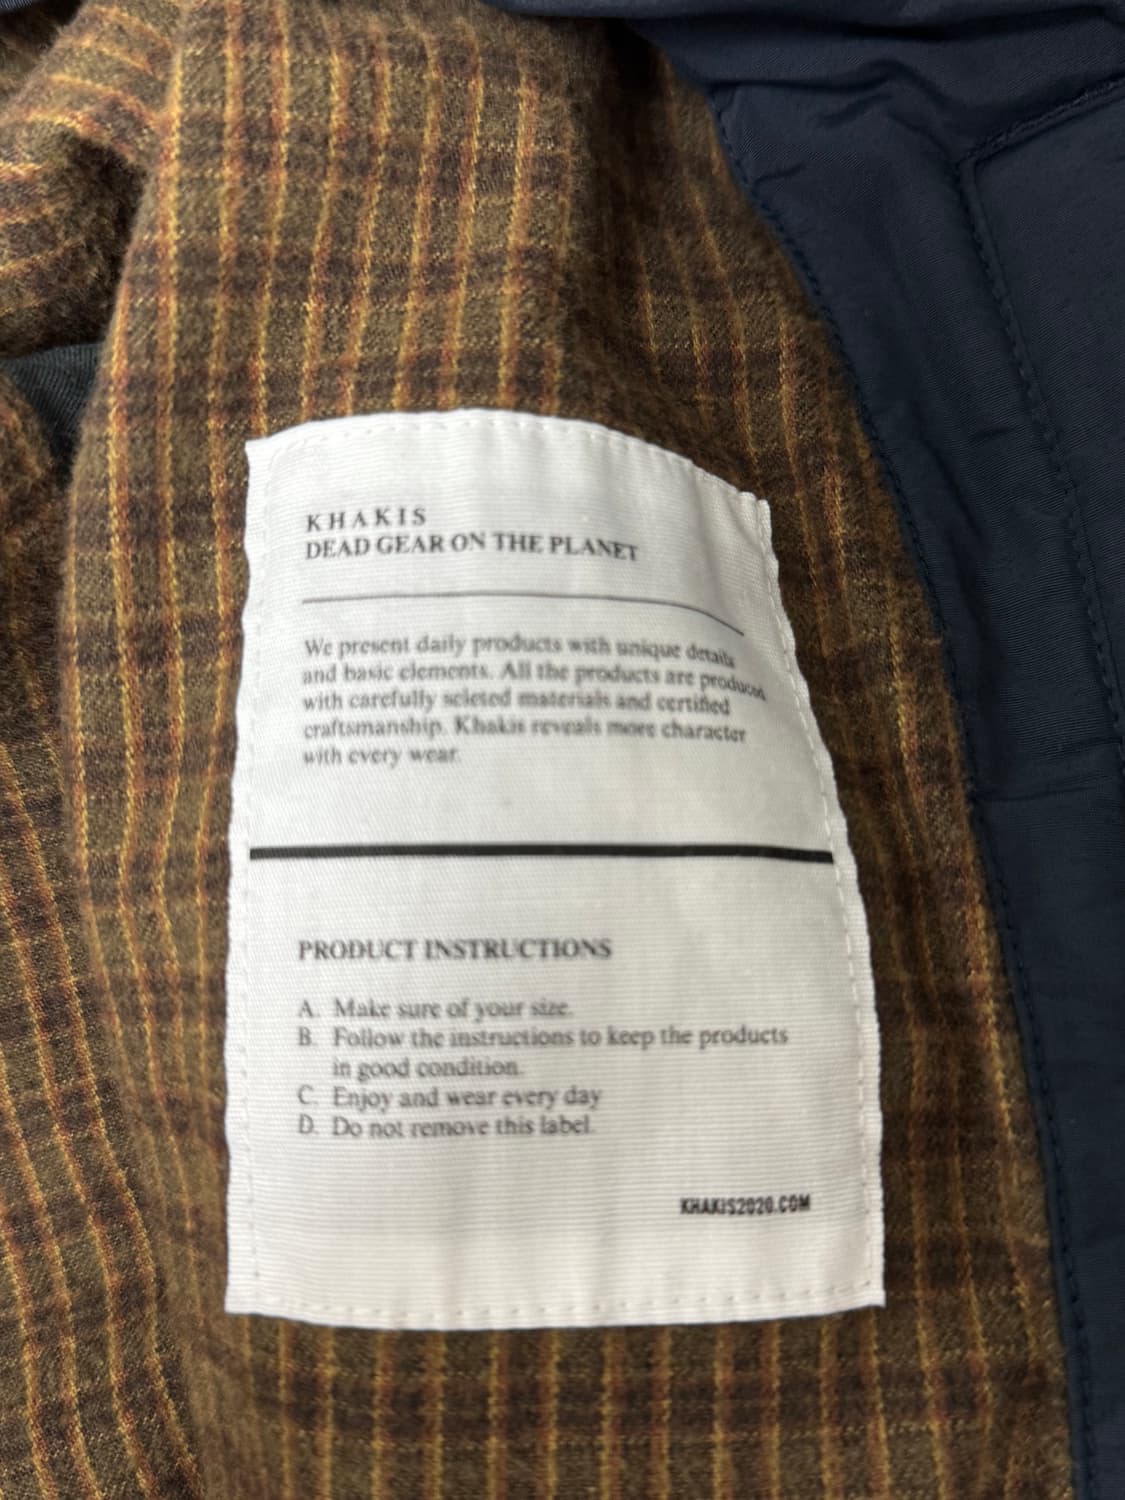 KHAKIS
DEAD GEAR ON THE PLANET
We present daily products with unique details
and basic elements. All the products are produced
with carefully seleted materials and certified
craftsmanship. Khakis reveals more character
with every wear.
PRODUCT INSTRUCTIONS
A. Make sure of your size.
B. Follow the instructions to keep the products
in good condition.
C. Enjoy and wear every day
D. Do not remove this label.
KHAKIS2020.COM